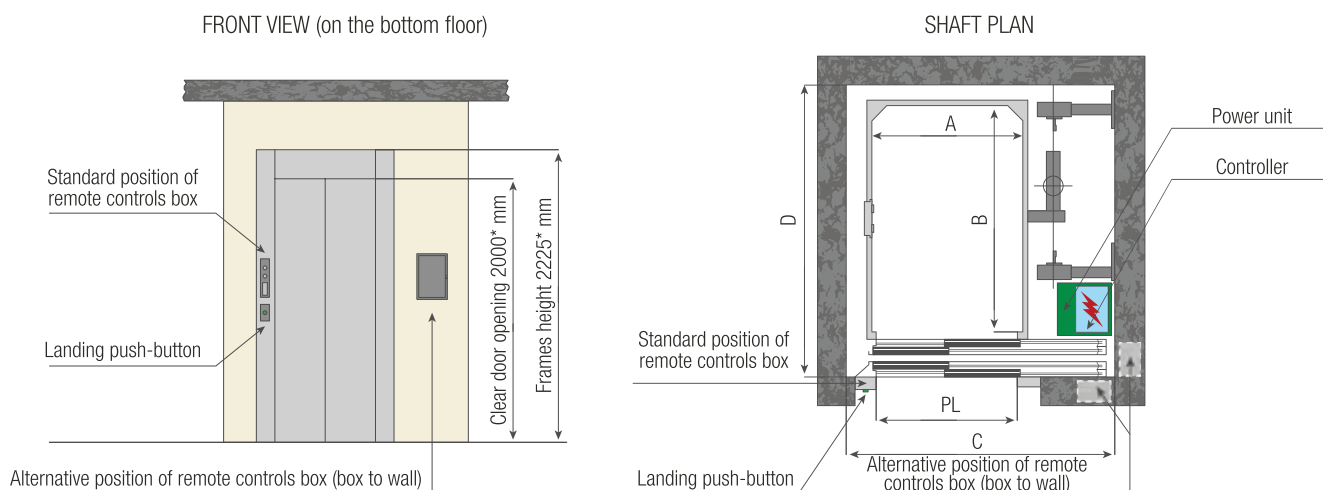 FRONT VIEW (on the bottom floor)
Standard position of
remote controls box
Landing push-button
Clear door opening 2000* mm
Frames height 2225* mm
Alternative position of remote controls box (box to wall)
SHAFT PLAN
A
B
D
Power unit
Controller
Standard position of
remote controls box
PL
C
Landing push-button
Alternative position of remote
controls box (box to wall)